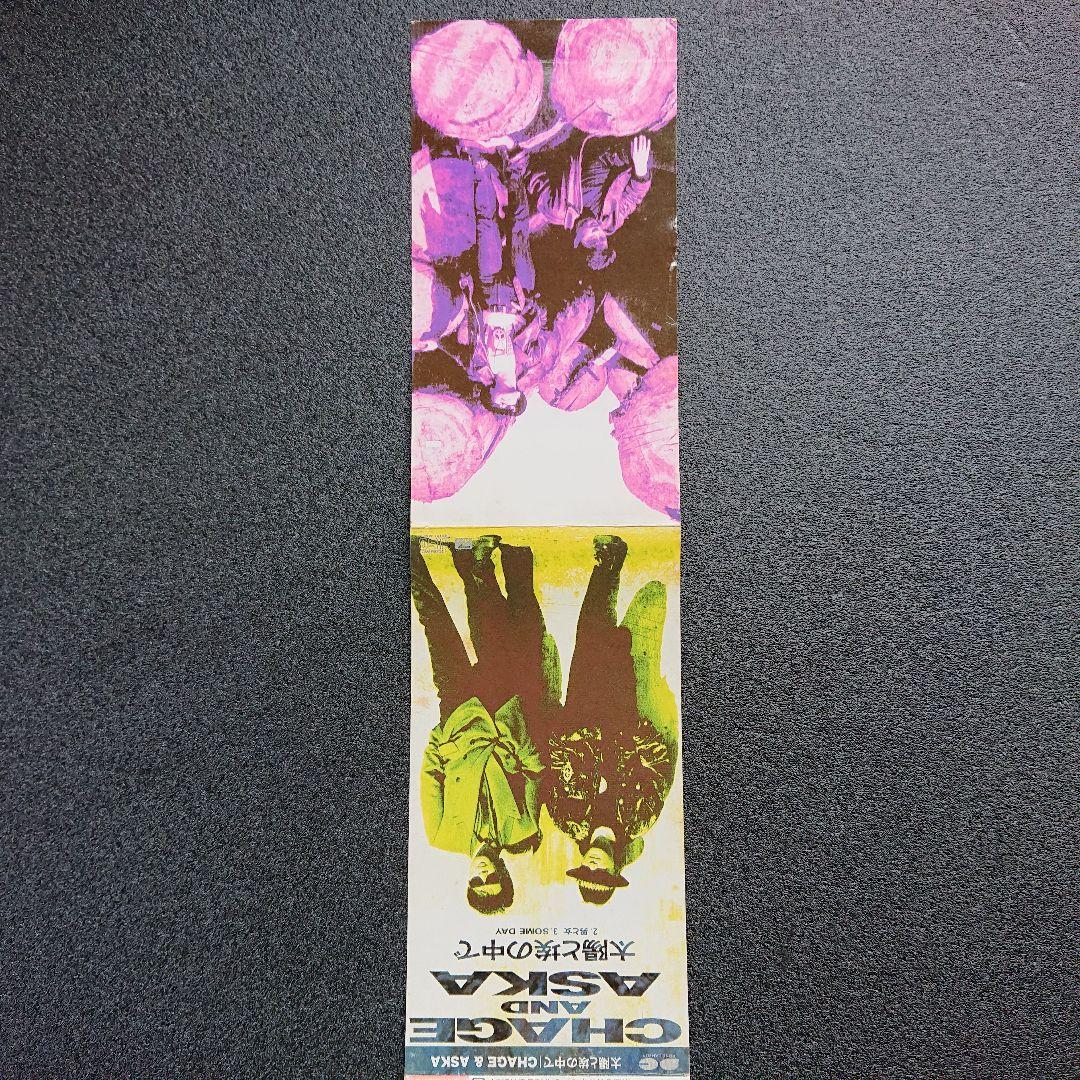 太陽と埃の中で CHAGE & ASKA
CHAGE
AND
ASKA
太陽と埃の中で
2. 男と女 3. SOME DAY